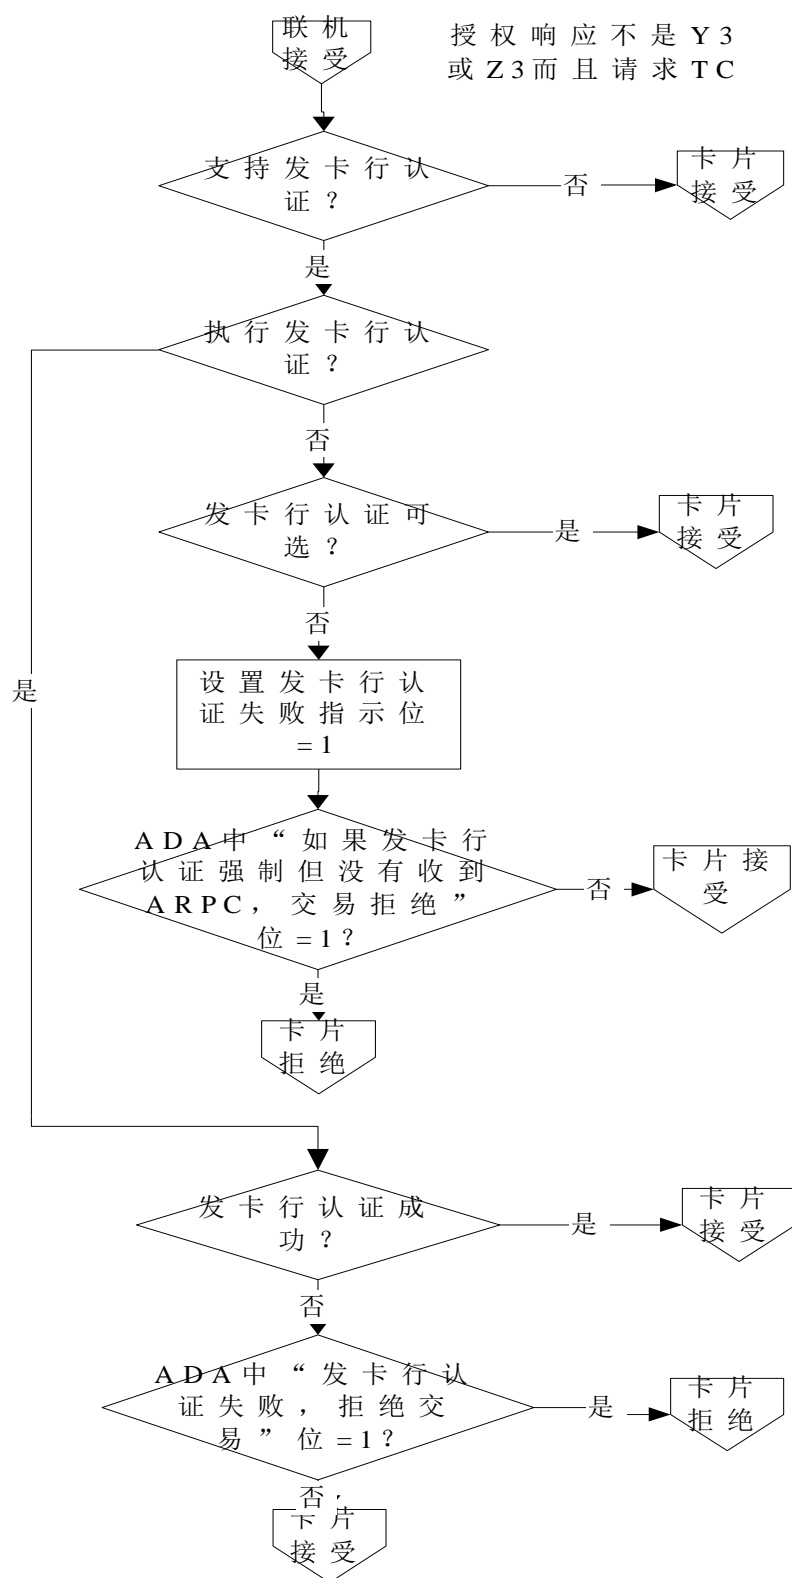 联机
接受
授权响应不是Y3
或Z3而且请求TC
支持发卡行认
证？
否
卡片
接受
是
执行发卡行认
证？
否
发卡行认证可
选？
是
卡片
接受
否
是
设置发卡行认
证失败指示位
=1
ADA中“如果发卡行
认证强制但没有收到
ARPC，交易拒绝”
位=1？
否
卡片接
受
是
卡片
拒绝
发卡行认证成
功？
是
卡片
接受
否
ADA中“发卡行认
证失败，拒绝交
易”位=1？
是
卡片
拒绝
否
卡片
接受